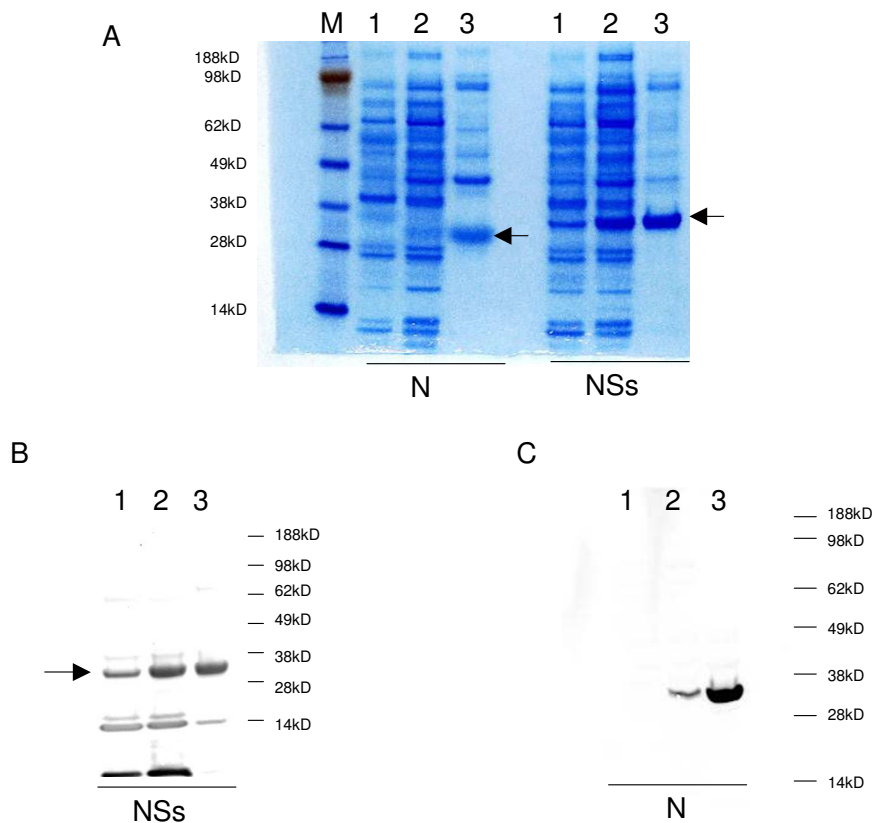 A
M 1 2 3 1 2 3
188kD
98kD
62kD
49kD
38kD
28kD
14kD
N NSs
B
1 2 3
188kD
98kD
62kD
49kD
38kD
28kD
14kD
NSs
C
1 2 3
188kD
98kD
62kD
49kD
38kD
28kD
14kD
N